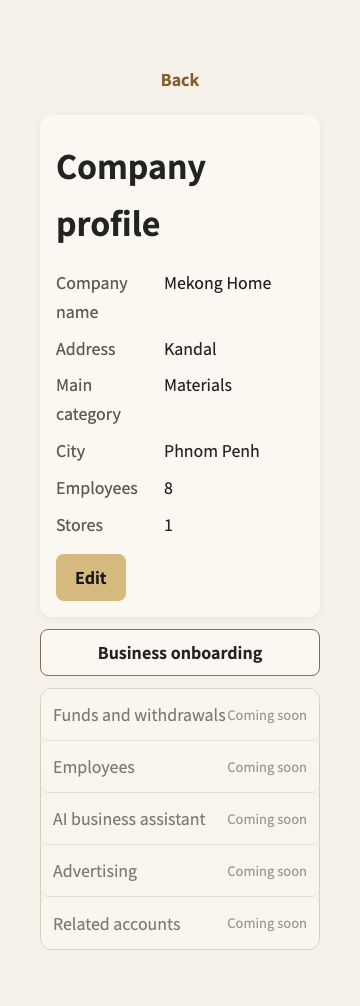 Back
Company
profile
Company name Mekong Home
Address Kandal
Main category Materials
City Phnom Penh
Employees 8
Stores 1
Edit
Business onboarding
Funds and withdrawals Coming soon
Employees Coming soon
AI business assistant Coming soon
Advertising Coming soon
Related accounts Coming soon